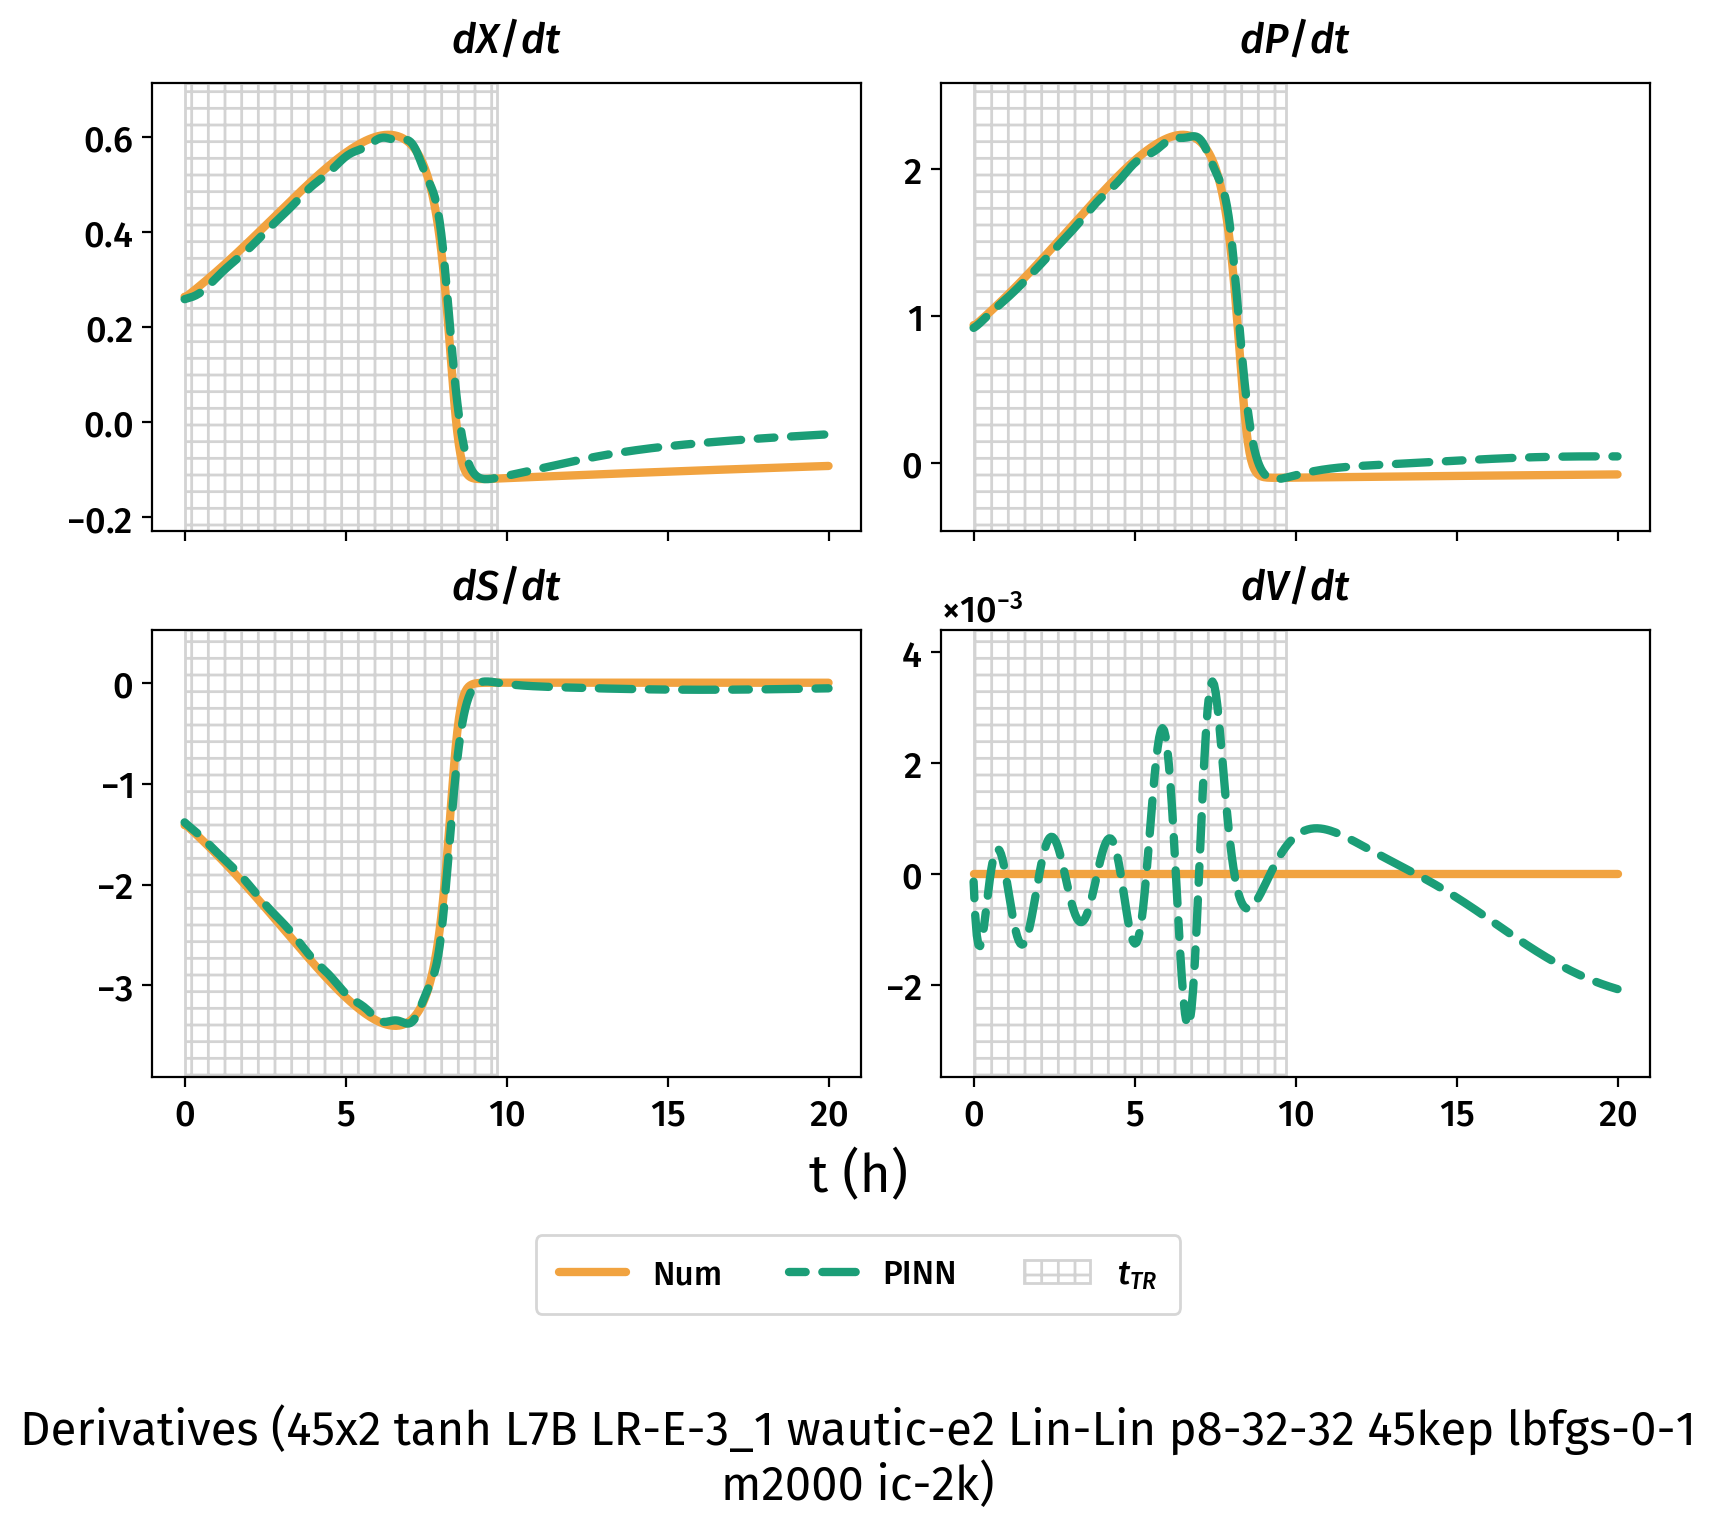 dX/dt
dP/dt
0.6
0.4
0.2
0.0
−0.2
2
1
0
dS/dt
dV/dt
×10⁻³
0
−1
−2
−3
4
2
0
−2
0 5 10 15 20
0 5 10 15 20
t (h)
Num PINN t_TR
Derivatives (45x2 tanh L7B LR-E-3_1 wautic-e2 Lin-Lin p8-32-32 45kep lbfgs-0-1
m2000 ic-2k)